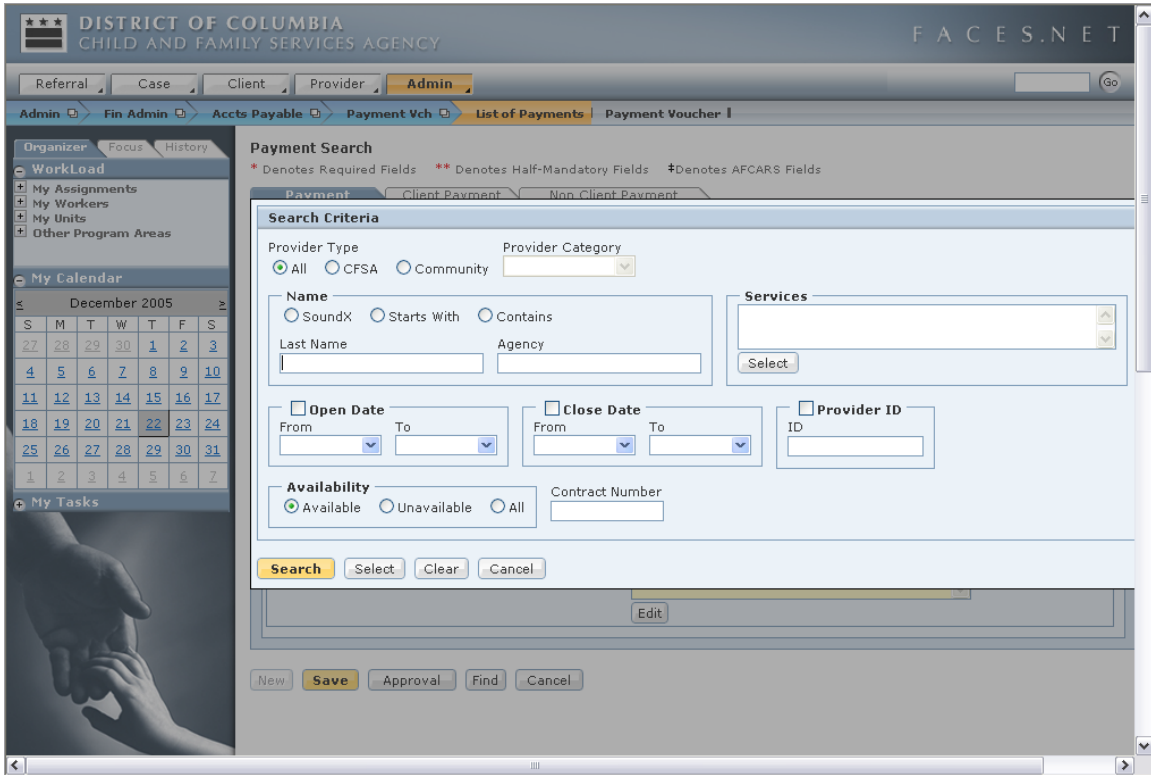 DISTRICT OF COLUMBIA
CHILD AND FAMILY SERVICES AGENCY
FACES.NET
Referral Case Client Provider Admin Go
Admin Fin Admin Accts Payable Payment Vch List of Payments Payment Voucher
Organizer Focus History
WorkLoad
My Assignments
My Workers
My Units
Other Program Areas
My Calendar
< December 2005 >
S M T W T F S
27 28 29 30 1 2 3
4 5 6 7 8 9 10
11 12 13 14 15 16 17
18 19 20 21 22 23 24
25 26 27 28 29 30 31
1 2 3 4 5 6 7
My Tasks
Payment Search
* Denotes Required Fields ** Denotes Half-Mandatory Fields ‡Denotes AFCARS Fields
Payment Client Payment Non Client Payment
Search Criteria
Provider Type Provider Category
All CFSA Community
Name
SoundX Starts With Contains
Last Name Agency
Services
Select
Open Date
From To
Close Date
From To
Provider ID
ID
Availability
Available Unavailable All
Contract Number
Search Select Clear Cancel
Edit
New Save Approval Find Cancel